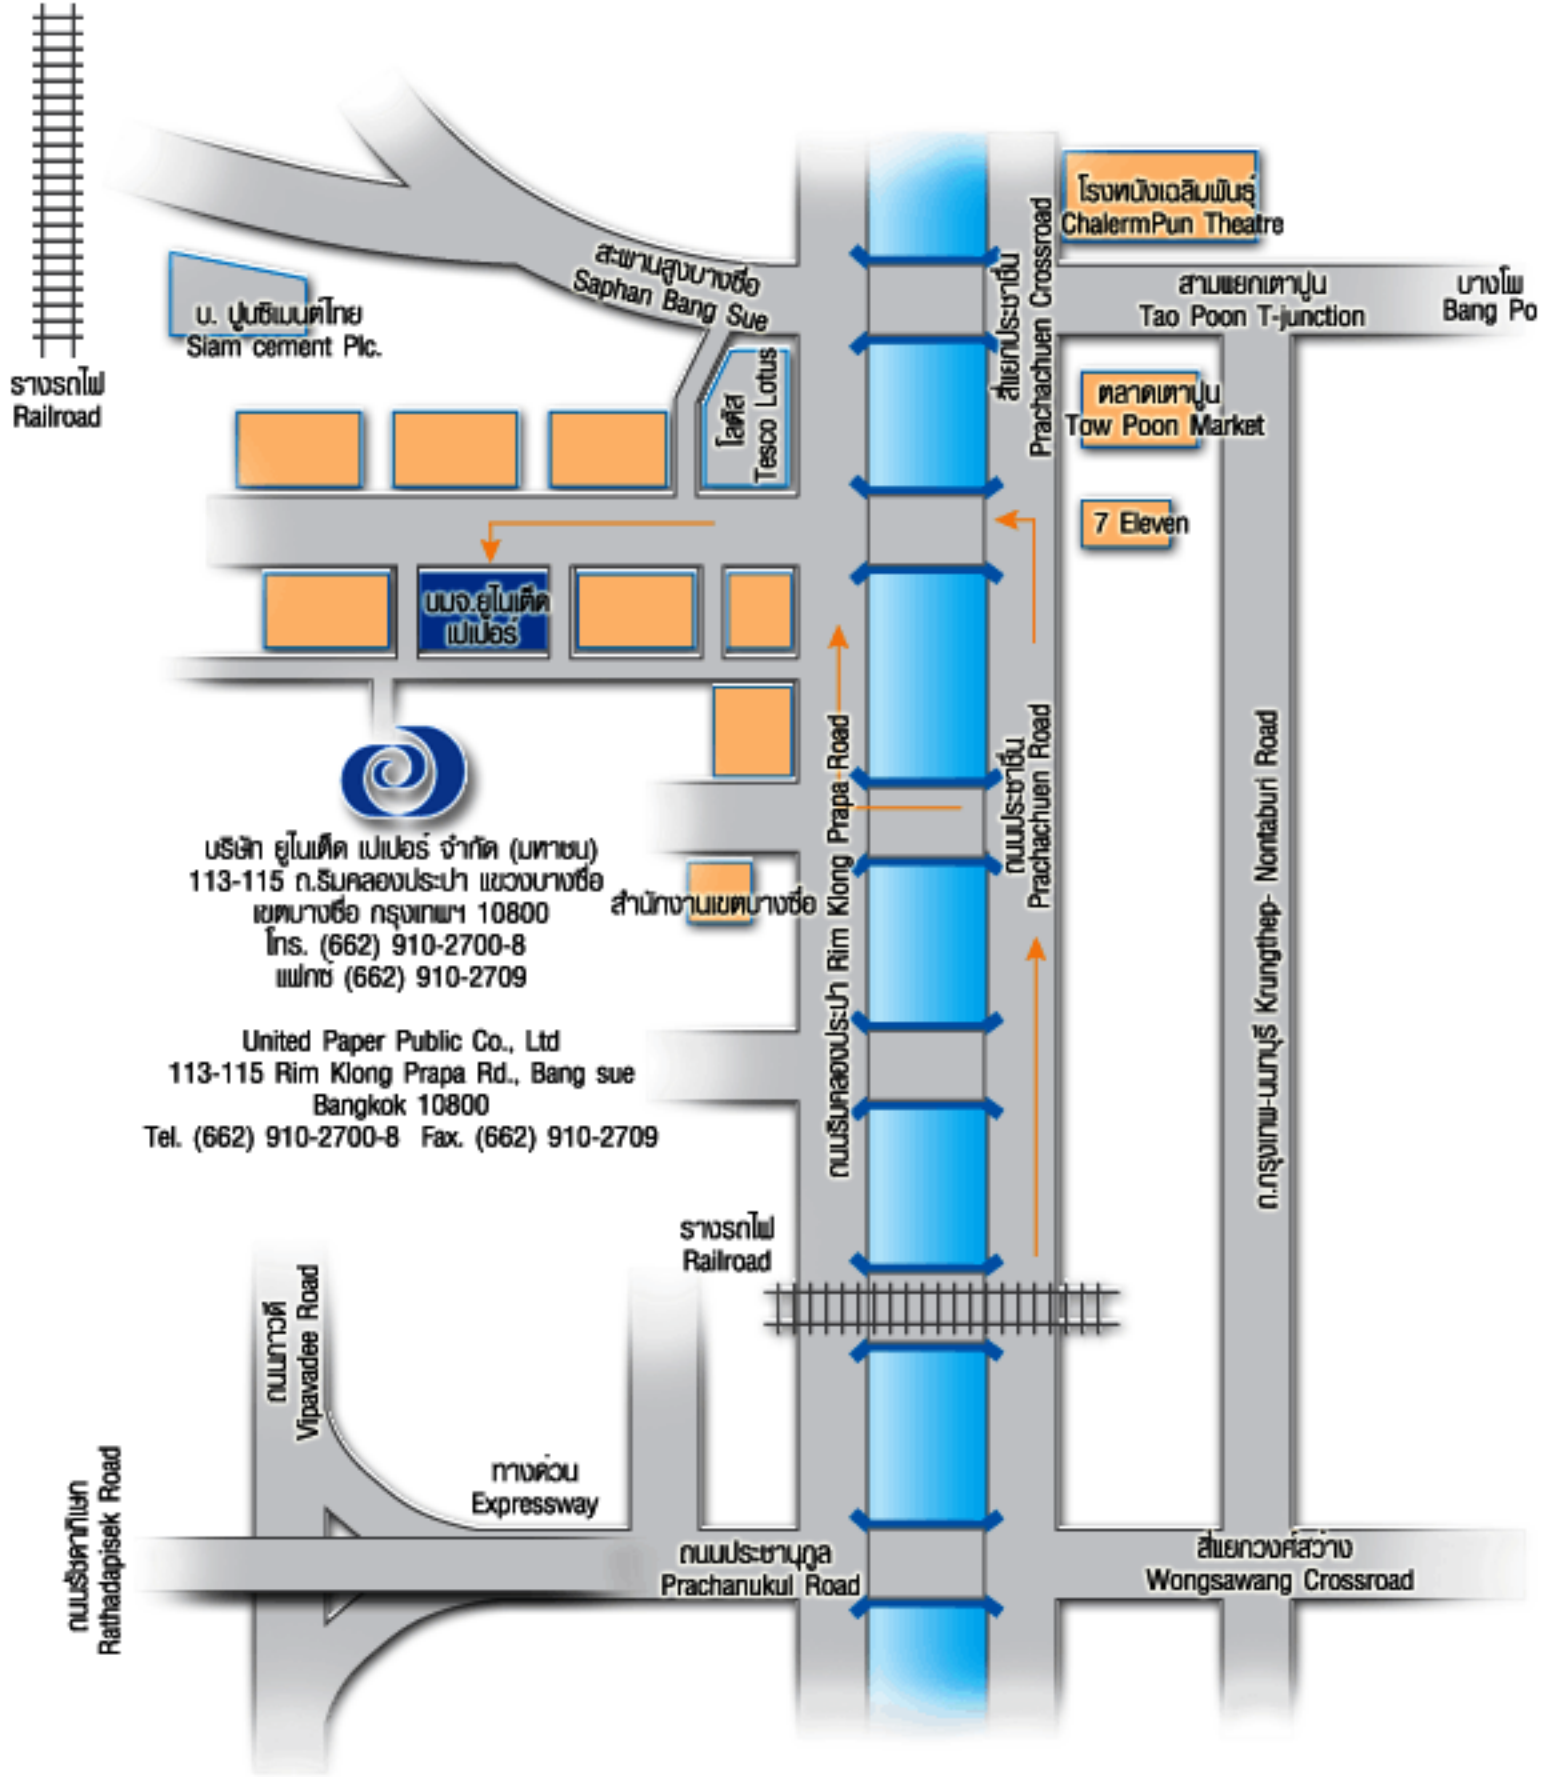 โรงหนังเฉลิมพันธุ์
ChalermPun Theatre
สะพานสูงบางซื่อ
Saphan Bang Sue
สี่แยกประชาชื่น
Prachachuen Crossroad
สามแยกเตาปูน
Tao Poon T-junction
บางโพ
Bang Po
บ. ปูนซิเมนต์ไทย
Siam cement Plc.
รางรถไฟ
Railroad
โลตัส
Tesco Lotus
ตลาดเตาปูน
Tow Poon Market
7 Eleven
บมจ.ยูไนเต็ด
เปเปอร์
ถนนริมคลองประปา Rim Klong Prapa Road
ถนนประชาชื่น
Prachachuen Road
ถ.กรุงเทพ-นนทบุรี Krungthep- Nontaburi Road
บริษัท ยูไนเต็ด เปเปอร์ จำกัด (มหาชน)
113-115 ถ.ริมคลองประปา แขวงบางซื่อ
เขตบางซื่อ กรุงเทพฯ 10800
โทร. (662) 910-2700-8
แฟกซ์ (662) 910-2709
สำนักงานเขตบางซื่อ
United Paper Public Co., Ltd
113-115 Rim Klong Prapa Rd., Bang sue
Bangkok 10800
Tel. (662) 910-2700-8 Fax. (662) 910-2709
รางรถไฟ
Railroad
ถนนภาวดี
Vipavadee Road
ทางด่วน
Expressway
ถนนรัชดาภิเษก
Rathadapisek Road
ถนนประชานุกูล
Prachanukul Road
สี่แยกวงศ์สว่าง
Wongsawang Crossroad